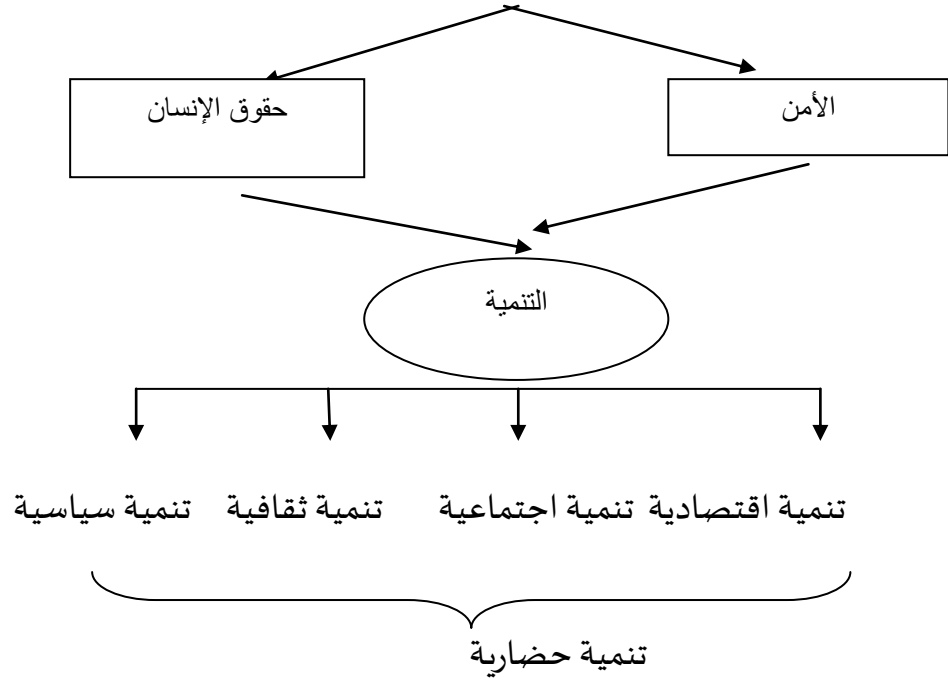 الأمن
حقوق الإنسان
التنمية
تنمية اقتصادية
تنمية اجتماعية
تنمية ثقافية
تنمية سياسية
تنمية حضارية